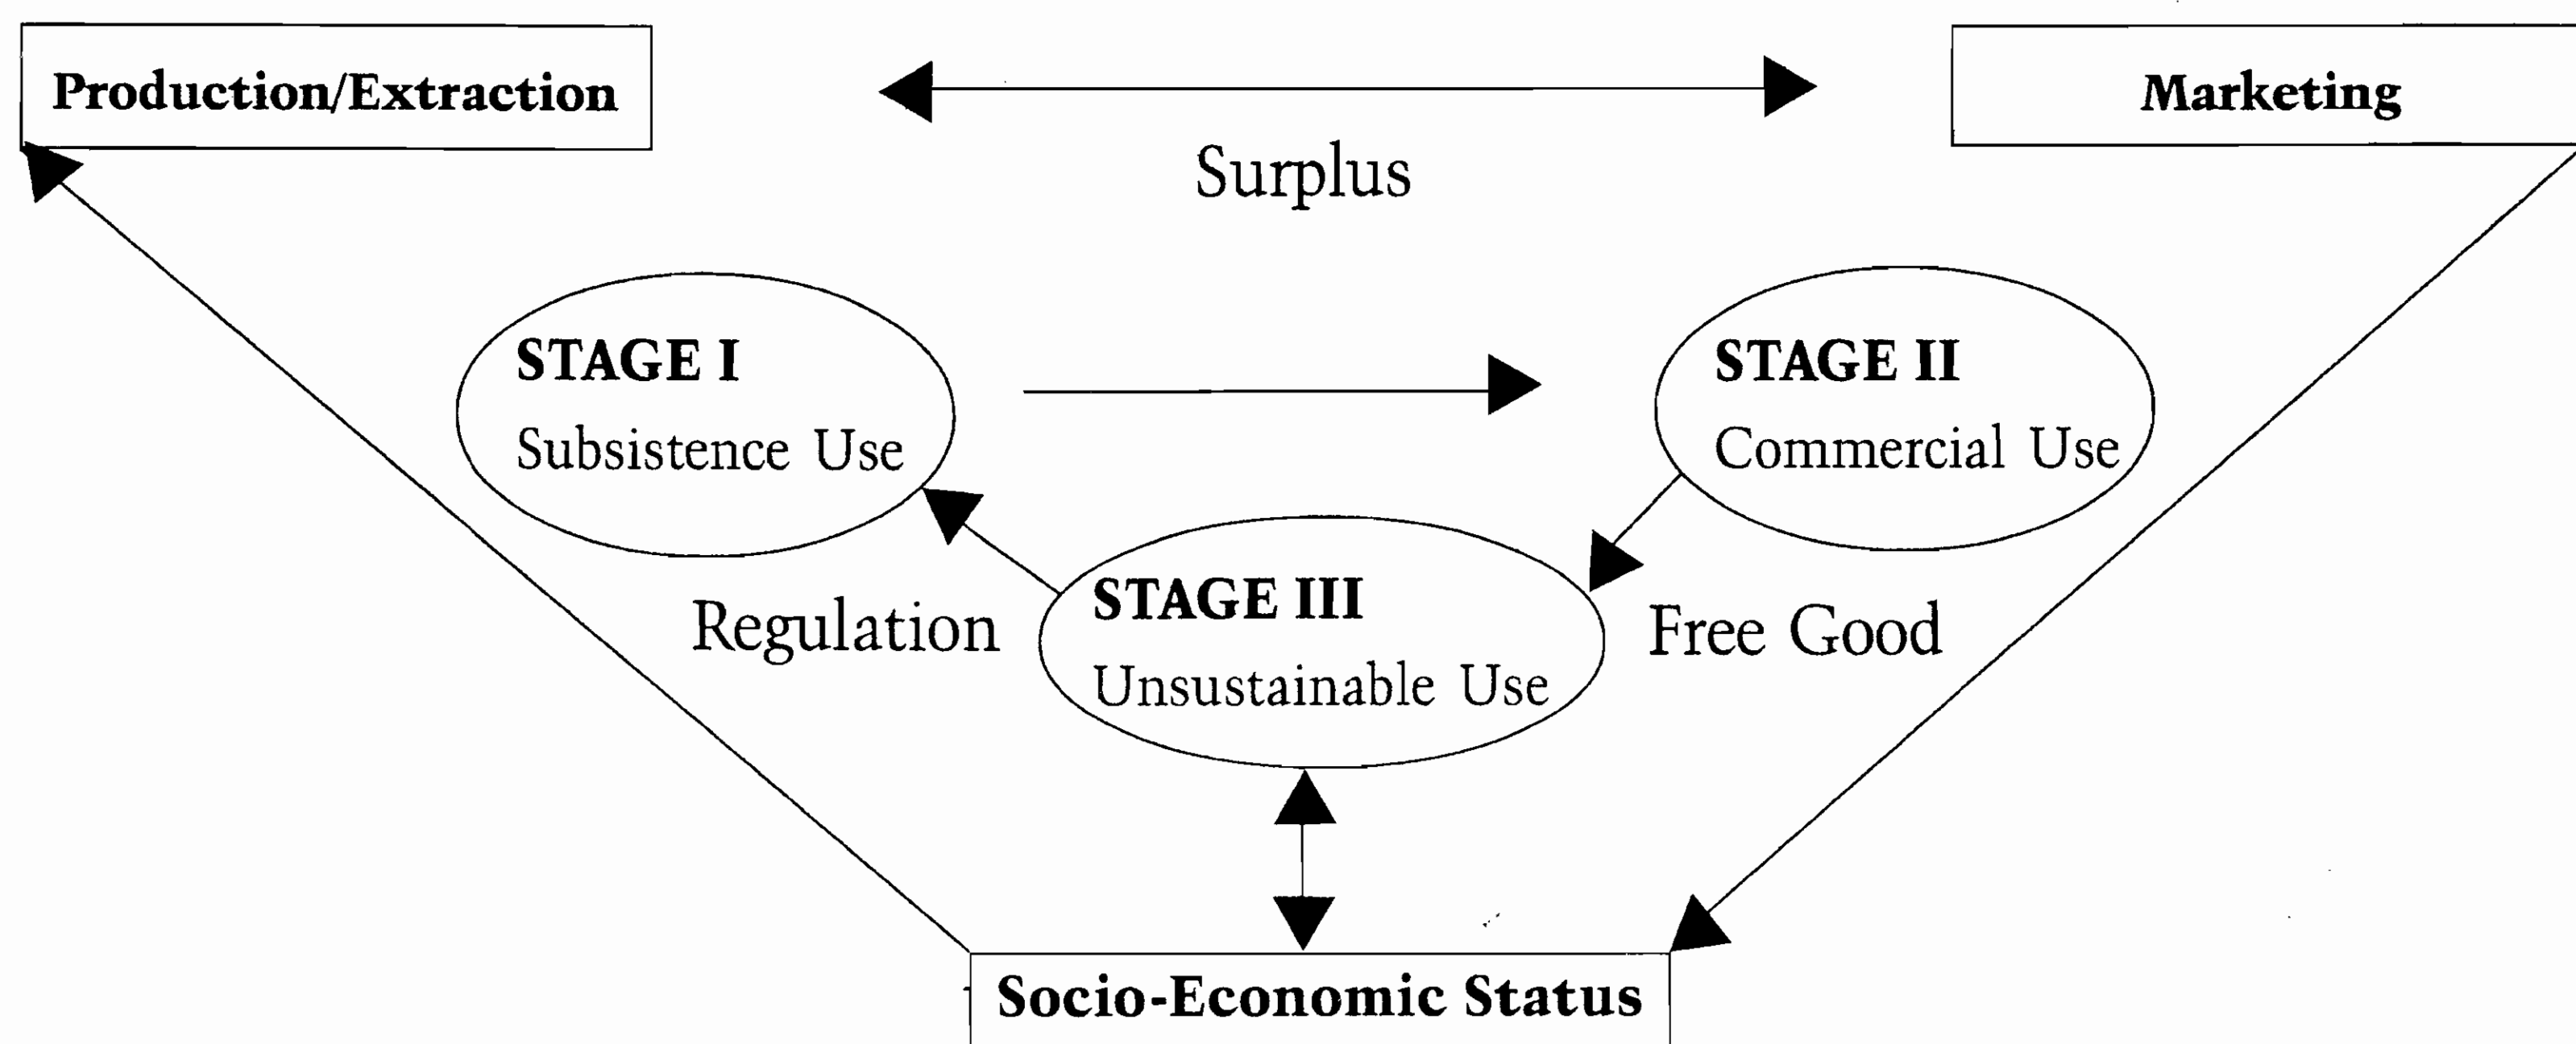 Production/Extraction
Marketing
Surplus
STAGE I
Subsistence Use
STAGE II
Commercial Use
Regulation
STAGE III
Unsustainable Use
Free Good
Socio-Economic Status